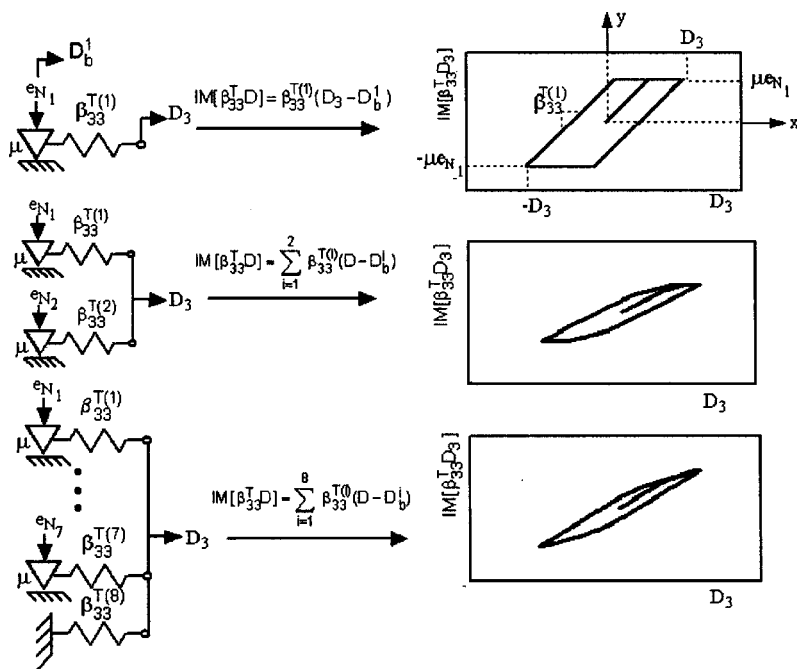 D_b^1
e_N1
β_33^T(1)
μ
D_3
IM[β_33^T D] = β_33^T(1) (D_3 - D_b^1)
y
D_3
IM[β_33^T D_3]
β_33^T(1)
μe_N1
x
-μe_N1
-D_3
D_3
e_N1
β_33^T(1)
μ
e_N2
β_33^T(2)
μ
D_3
IM[β_33^T D] = Σ_{i=1}^{2} β_33^T(i) (D - D_b^i)
IM[β_33^T D_3]
D_3
e_N1
β_33^T(1)
μ
e_N7
β_33^T(7)
μ
β_33^T(8)
D_3
IM[β_33^T D] = Σ_{i=1}^{8} β_33^T(i) (D - D_b^i)
IM[β_33^T D_3]
D_3